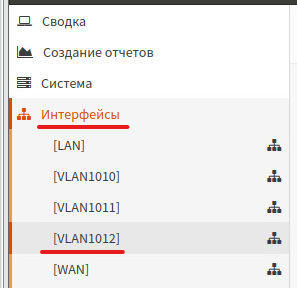 Сводка
Создание отчетов
Система
Интерфейсы
[LAN]
[VLAN1010]
[VLAN1011]
[VLAN1012]
[WAN]